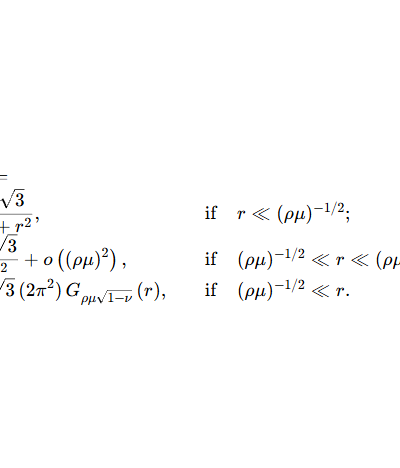 √3
+ r², if r ≪ (ρμ)^{−1/2};
√3
2 + o((ρμ)²), if (ρμ)^{−1/2} ≪ r ≪ (ρμ
√3 (2π²) G_{ρμ√(1−ν)}(r), if (ρμ)^{−1/2} ≪ r.